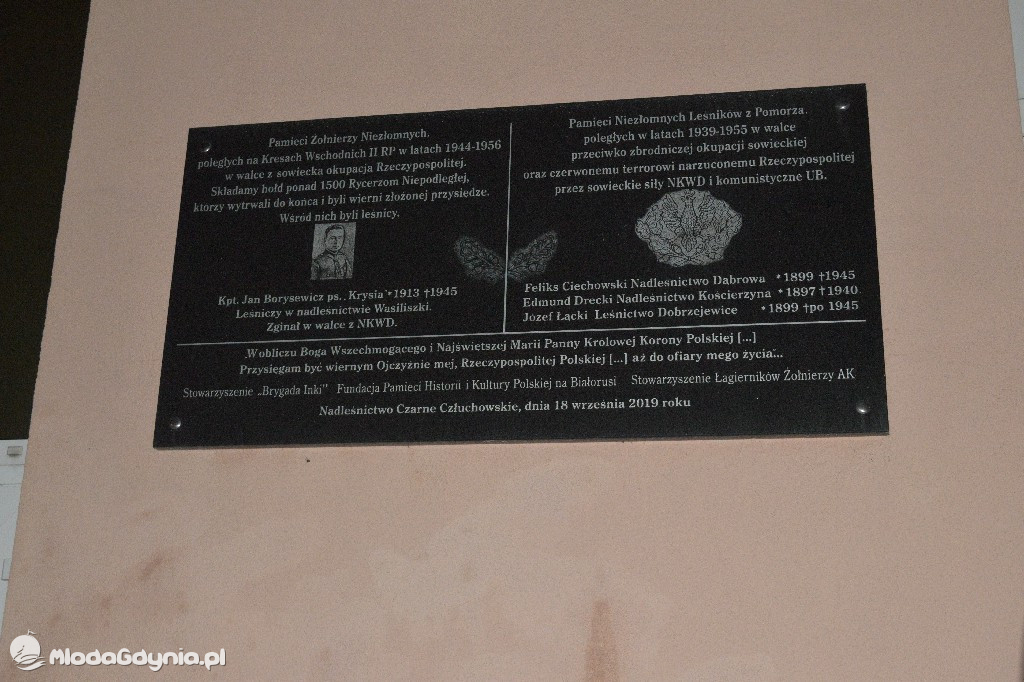 Pamięci Żołnierzy Niezłomnych,
poległych na Kresach Wschodnich II RP w latach 1944-1956
w walce z sowiecką okupacją Rzeczypospolitej.
Składamy hołd ponad 1500 Rycerzom Niepodległej,
ktorzy wytrwali do końca i byli wierni złożonej przysiedze.
Wśród nich byli leśnicy.
Kpt. Jan Borysewicz ps. „Krysia" *1913 †1945
Leśniczy w nadlesnictwie Wasiliszki.
Zginął w walce z NKWD.
Pamięci Niezłomnych Leśników z Pomorza,
poległych w latach 1939-1955 w walce
przeciwko zbrodniczej okupacji sowieckiej
oraz czerwonemu terrorowi narzuconemu Rzeczypospolitej
przez sowieckie siły NKWD i komunistyczne UB.
Feliks Ciechowski Nadleśnictwo Dąbrowa *1899 †1945
Edmund Drecki Nadleśnictwo Kościerzyna *1897 †1940
Józef Łącki Leśnictwo Dobrzejewice *1899 †po 1945
„W obliczu Boga Wszechmogącego i Najświętszej Marii Panny Królowej Korony Polskiej [...]
Przysięgam być wiernym Ojczyźnie mej, Rzeczypospolitej Polskiej [...] aż do ofiary mego życia"...
Stowarzyszenie „Brygada Inki" Fundacja Pamięci Historii i Kultury Polskiej na Białorusi Stowarzyszenie Łagierników Żołnierzy AK
Nadleśnictwo Czarne Człuchowskie, dnia 18 września 2019 roku
MlodaGdynia.pl